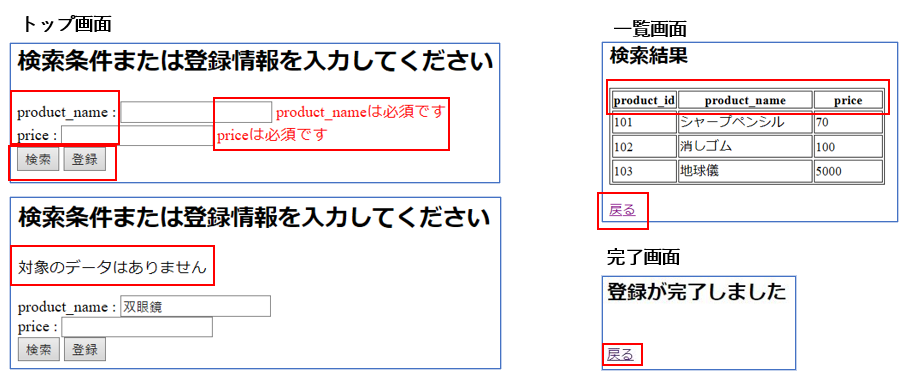 トップ画面
検索条件または登録情報を入力してください
product_name : product_nameは必須です
price : priceは必須です
検索 登録
検索条件または登録情報を入力してください
対象のデータはありません
product_name : 双眼鏡
price :
検索 登録
一覧画面
検索結果
product_id product_name price
101 シャープペンシル 70
102 消しゴム 100
103 地球儀 5000
戻る
完了画面
登録が完了しました
戻る